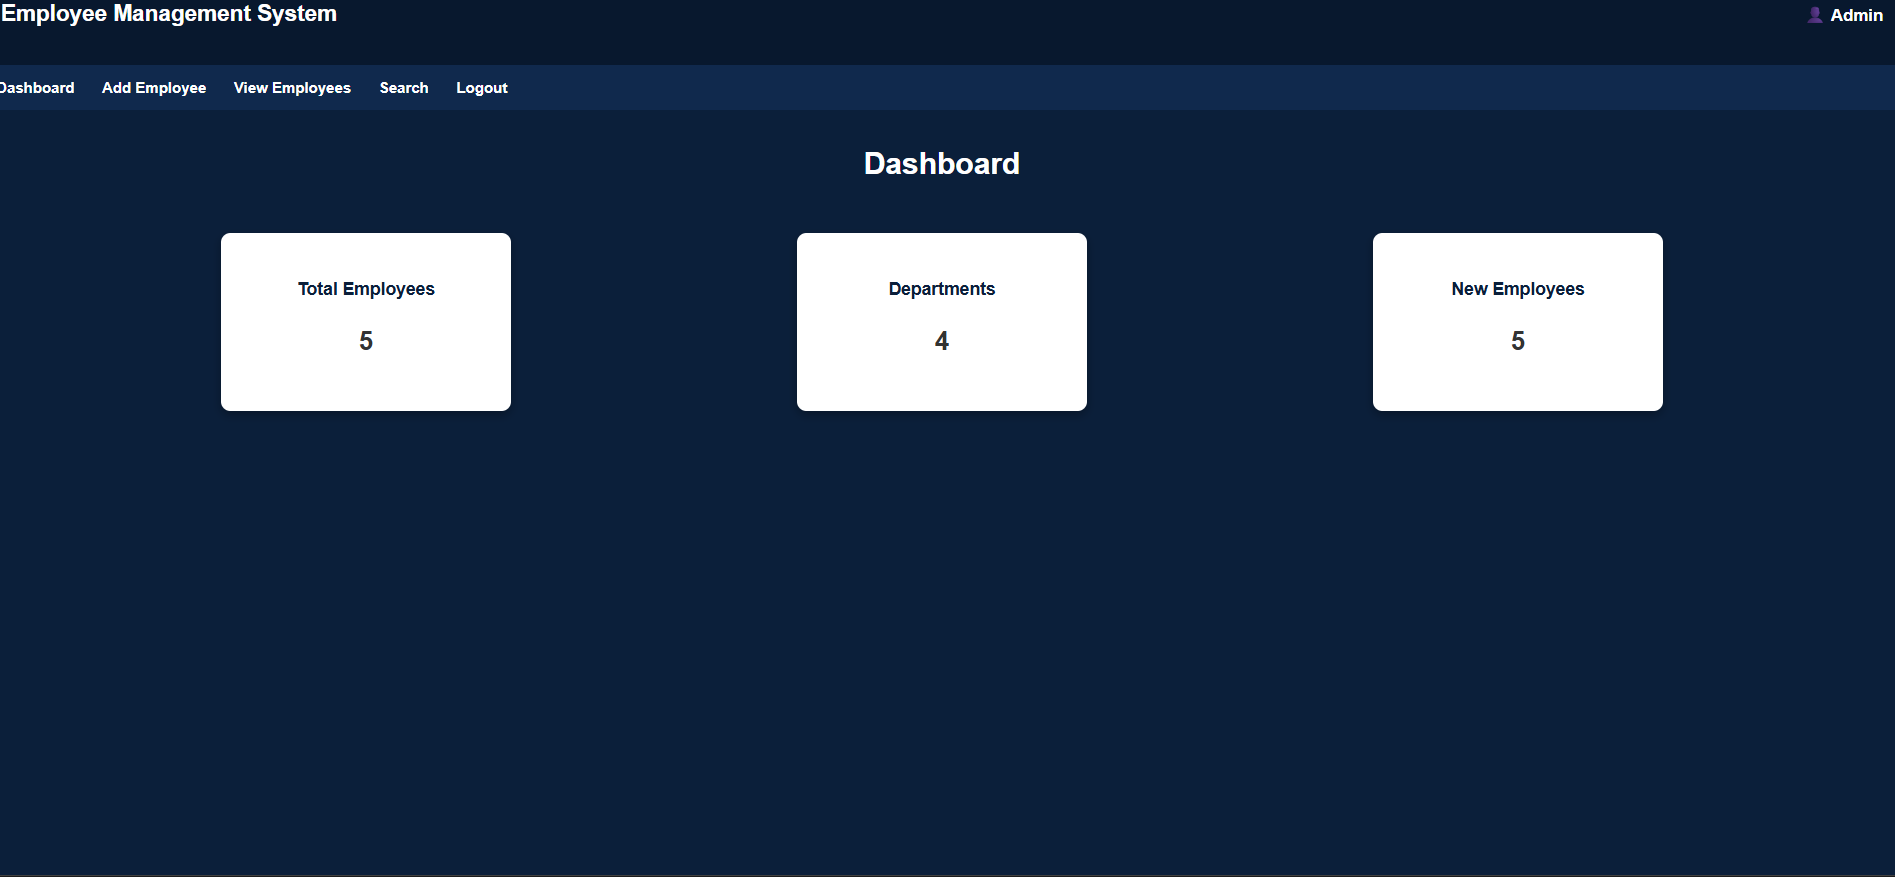 Employee Management System
Admin
Dashboard Add Employee View Employees Search Logout
Dashboard
Total Employees Departments New Employees
5 4 5